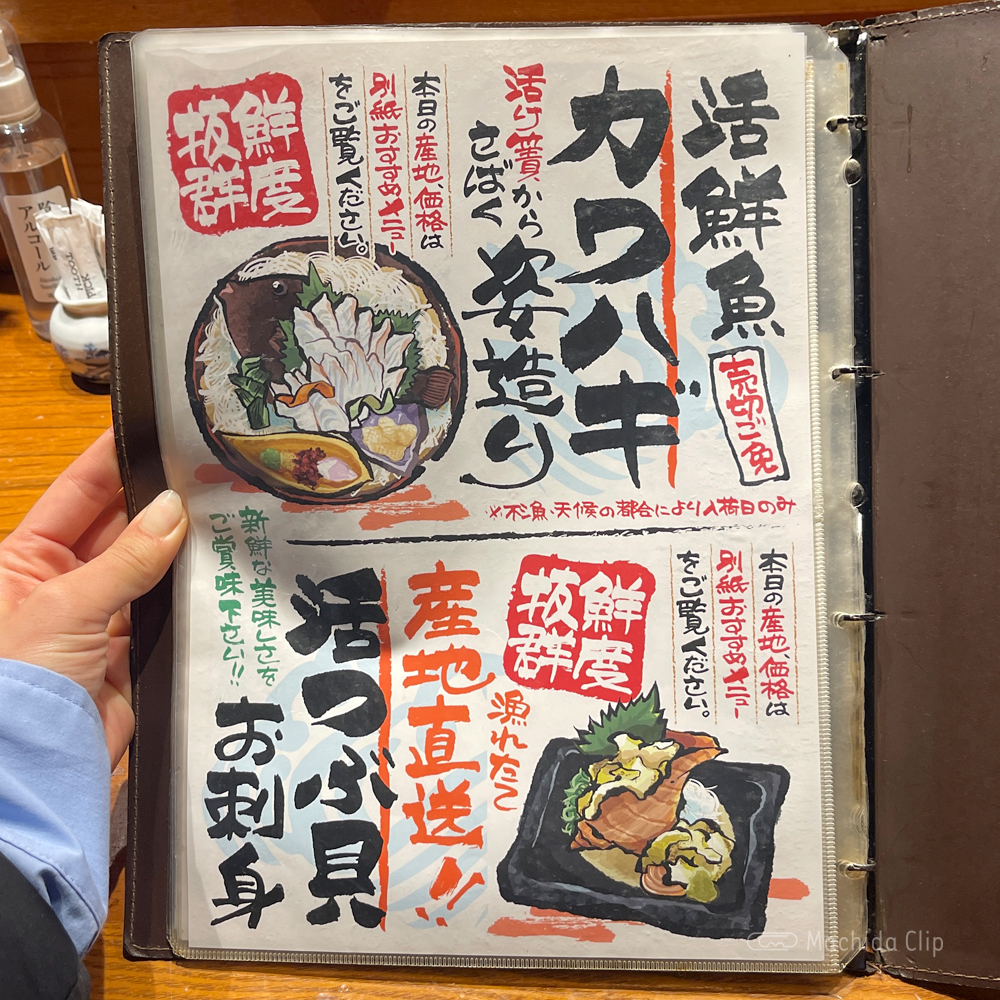 活鮮魚
売切ご免
カワハギ
活け簀から
さばく
姿造り
本日の産地、価格は
別紙おすすめメニュー
をご覧ください。
鮮度
抜群
※不漁・天候の都合により入荷日のみ
本日の産地、価格は
別紙おすすめメニュー
をご覧ください。
鮮度
抜群
漁れたて
産地直送!!
活つぶ貝
お刺身
新鮮な美味しさを
ご賞味下さい!!
アルコール
Machida Clip